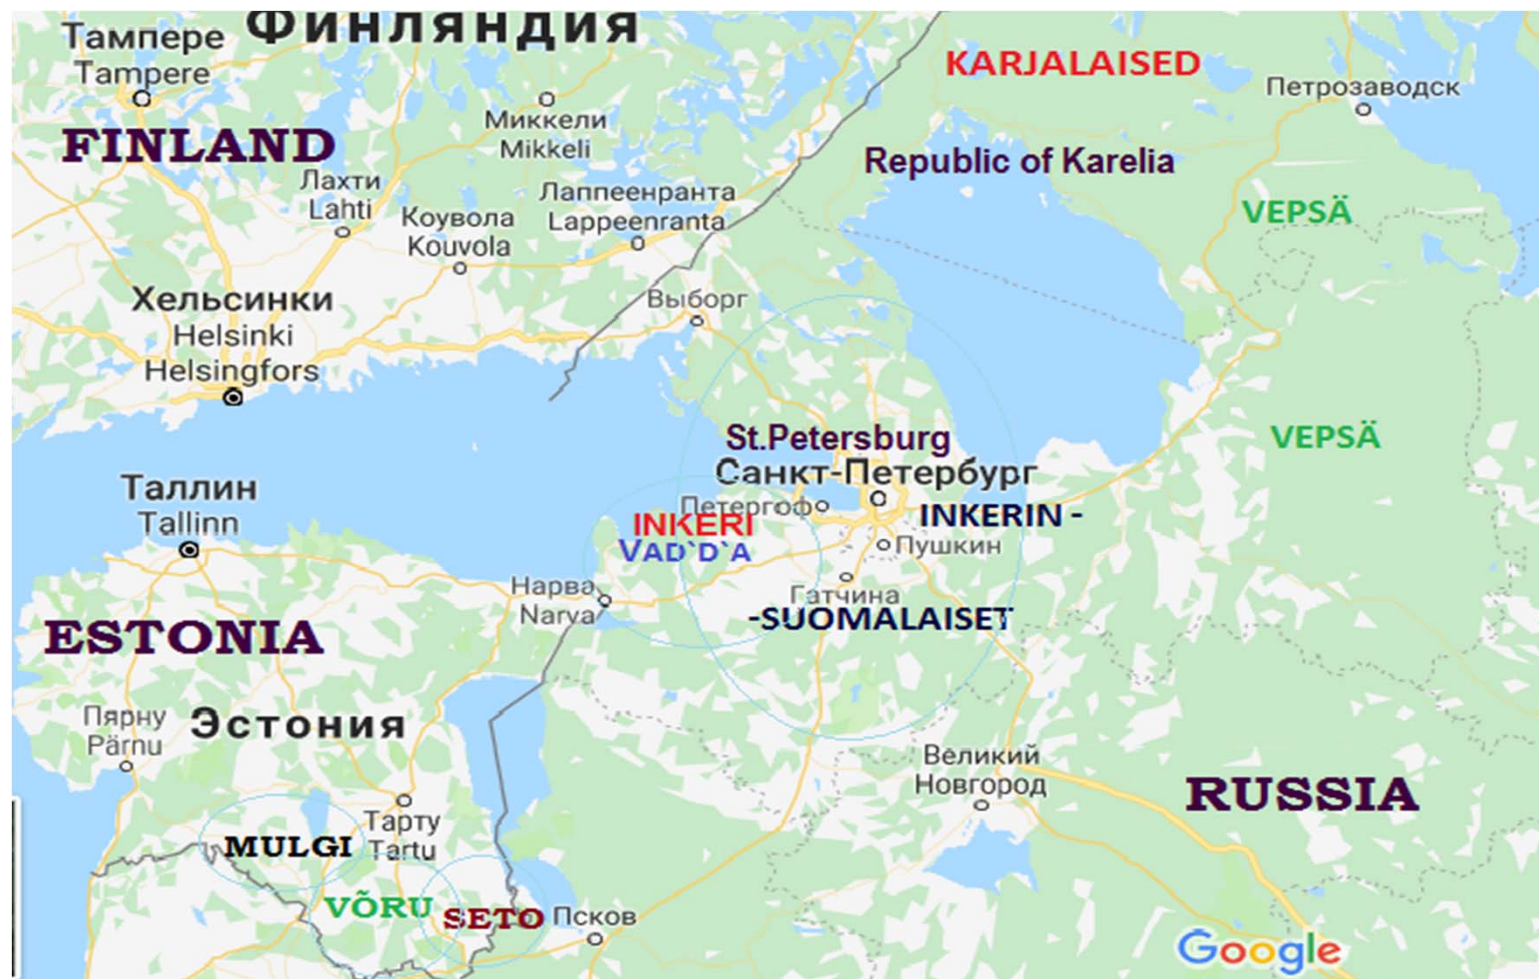 Финляндия
Тампере
Tampere
KARJALAISED
Петрозаводск
Миккели
Mikkeli
FINLAND
Republic of Karelia
Лахти
Lahti
Лаппеенранта
Lappeenranta
Коувола
Kouvola
VEPSÄ
Хельсинки
Helsinki
Helsingfors
Выборг
St.Petersburg
Санкт-Петербург
VEPSÄ
Таллин
Tallinn
Петергоф
INKERI
VAD`D`A
INKERIN -
Пушкин
Нарва
Narva
Гатчина
-SUOMALAISET
ESTONIA
Пярну
Pärnu
Эстония
Великий
Новгород
RUSSIA
Тарту
Tartu
MULGI
VÕRU
SETO
Псков
Google